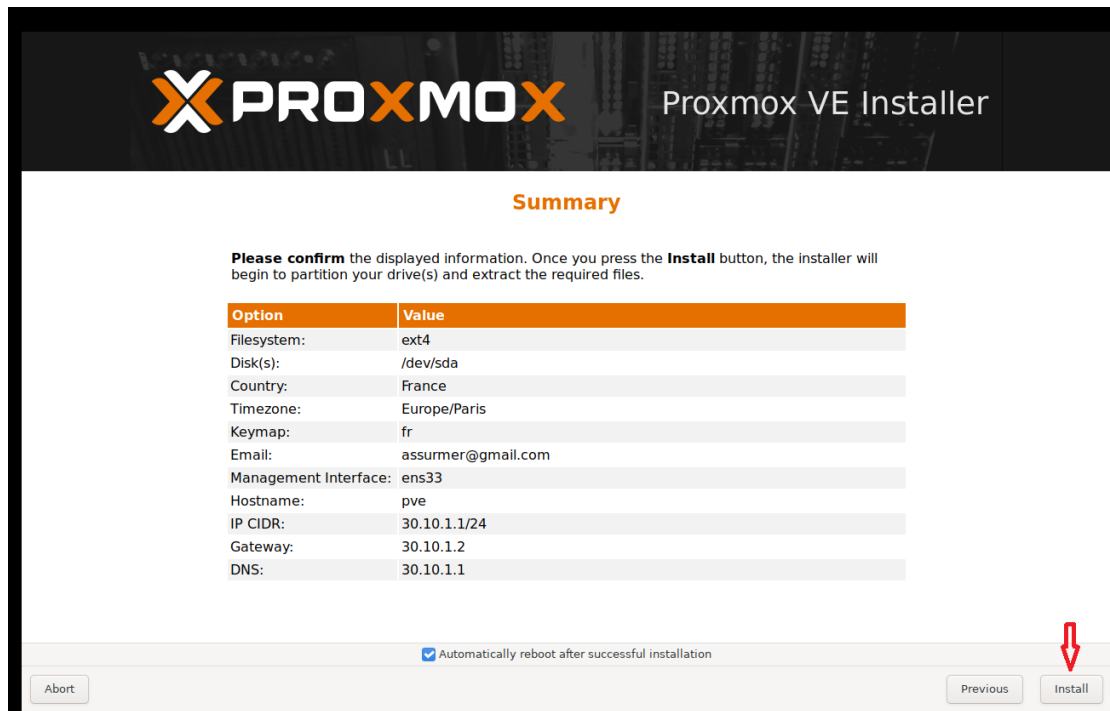 PROXMOX
Proxmox VE Installer
Summary
Please confirm the displayed information. Once you press the Install button, the installer will
begin to partition your drive(s) and extract the required files.
Option Value
Filesystem: ext4
Disk(s): /dev/sda
Country: France
Timezone: Europe/Paris
Keymap: fr
Email: assurmer@gmail.com
Management Interface: ens33
Hostname: pve
IP CIDR: 30.10.1.1/24
Gateway: 30.10.1.2
DNS: 30.10.1.1
Automatically reboot after successful installation
Abort Previous Install